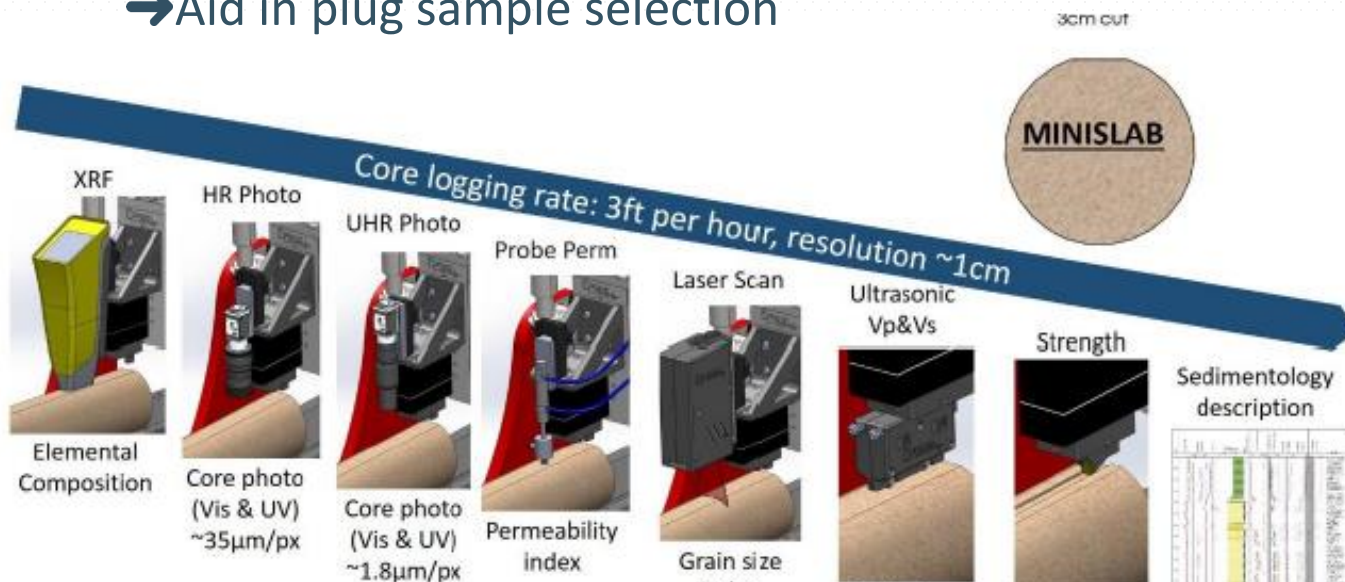 ➔Aid in plug sample selection
3cm cut
MINISLAB
Core logging rate: 3ft per hour, resolution ~1cm
XRF
HR Photo
UHR Photo
Probe Perm
Laser Scan
Ultrasonic
Vp&Vs
Strength
Sedimentology
description
Elemental
Composition
Core photo
(Vis & UV)
~35µm/px
Core photo
(Vis & UV)
~1.8µm/px
Permeability
index
Grain size